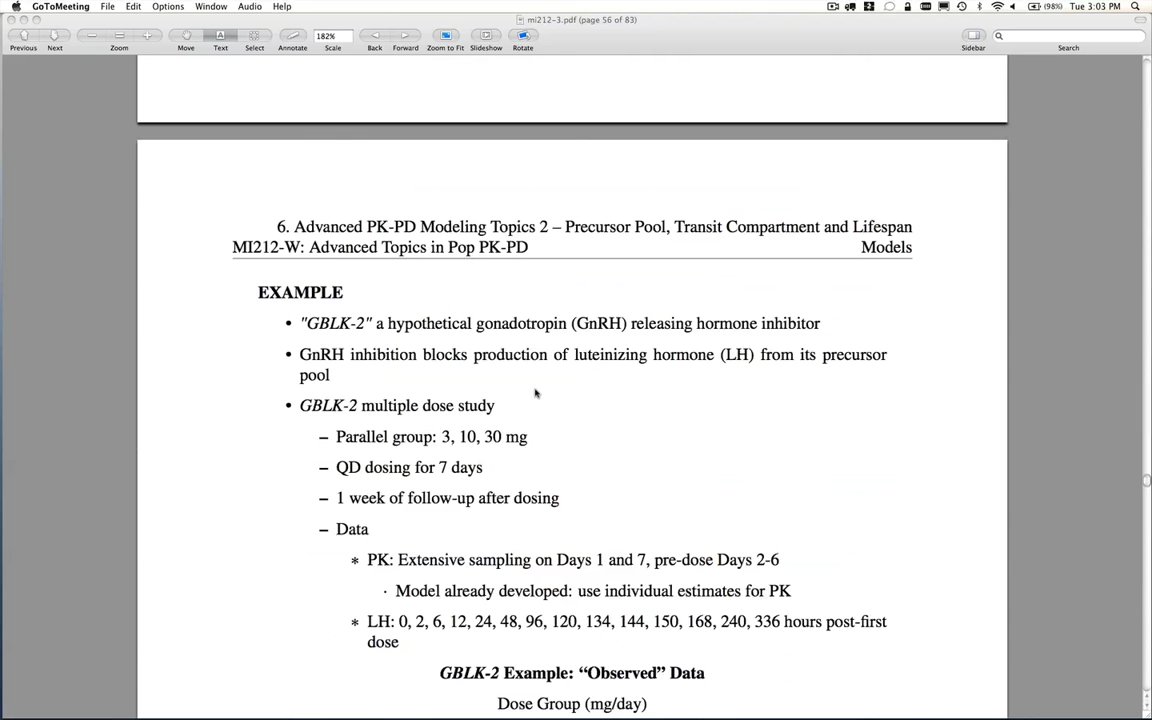 GoToMeeting File Edit Options Window Audio Help (98%) Tue 3:03 PM
mi212-3.pdf (page 56 of 83)
182%
Previous Next Zoom Move Text Select Annotate Scale Back Forward Zoom to Fit Slideshow Rotate Sidebar Search
6. Advanced PK-PD Modeling Topics 2 – Precursor Pool, Transit Compartment and Lifespan
MI212-W: Advanced Topics in Pop PK-PD Models
EXAMPLE
• "GBLK-2" a hypothetical gonadotropin (GnRH) releasing hormone inhibitor
• GnRH inhibition blocks production of luteinizing hormone (LH) from its precursor
pool
• GBLK-2 multiple dose study
– Parallel group: 3, 10, 30 mg
– QD dosing for 7 days
– 1 week of follow-up after dosing
– Data
∗ PK: Extensive sampling on Days 1 and 7, pre-dose Days 2-6
· Model already developed: use individual estimates for PK
∗ LH: 0, 2, 6, 12, 24, 48, 96, 120, 134, 144, 150, 168, 240, 336 hours post-first
dose
GBLK-2 Example: “Observed” Data
Dose Group (mg/day)